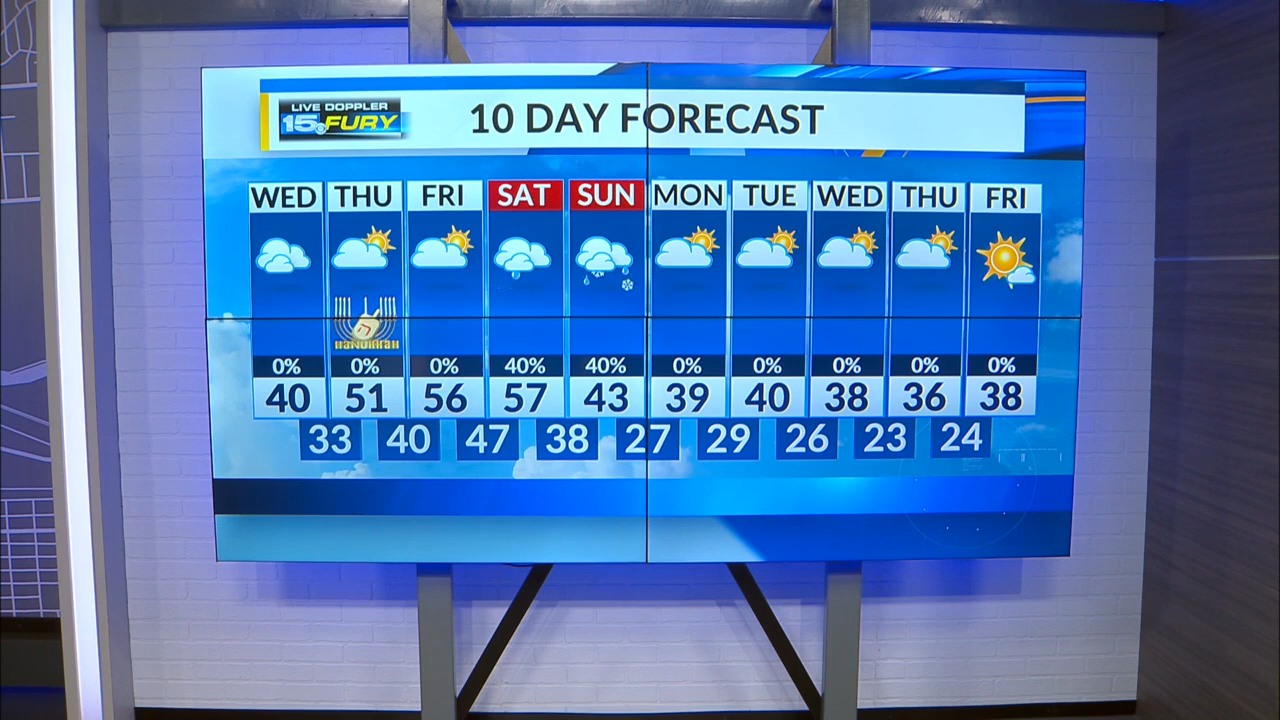 LIVE DOPPLER
15 FURY
10 DAY FORECAST
WED THU FRI SAT SUN MON TUE WED THU FRI
HANUKKAH
0% 0% 0% 40% 40% 0% 0% 0% 0% 0%
40 51 56 57 43 39 40 38 36 38
33 40 47 38 27 29 26 23 24